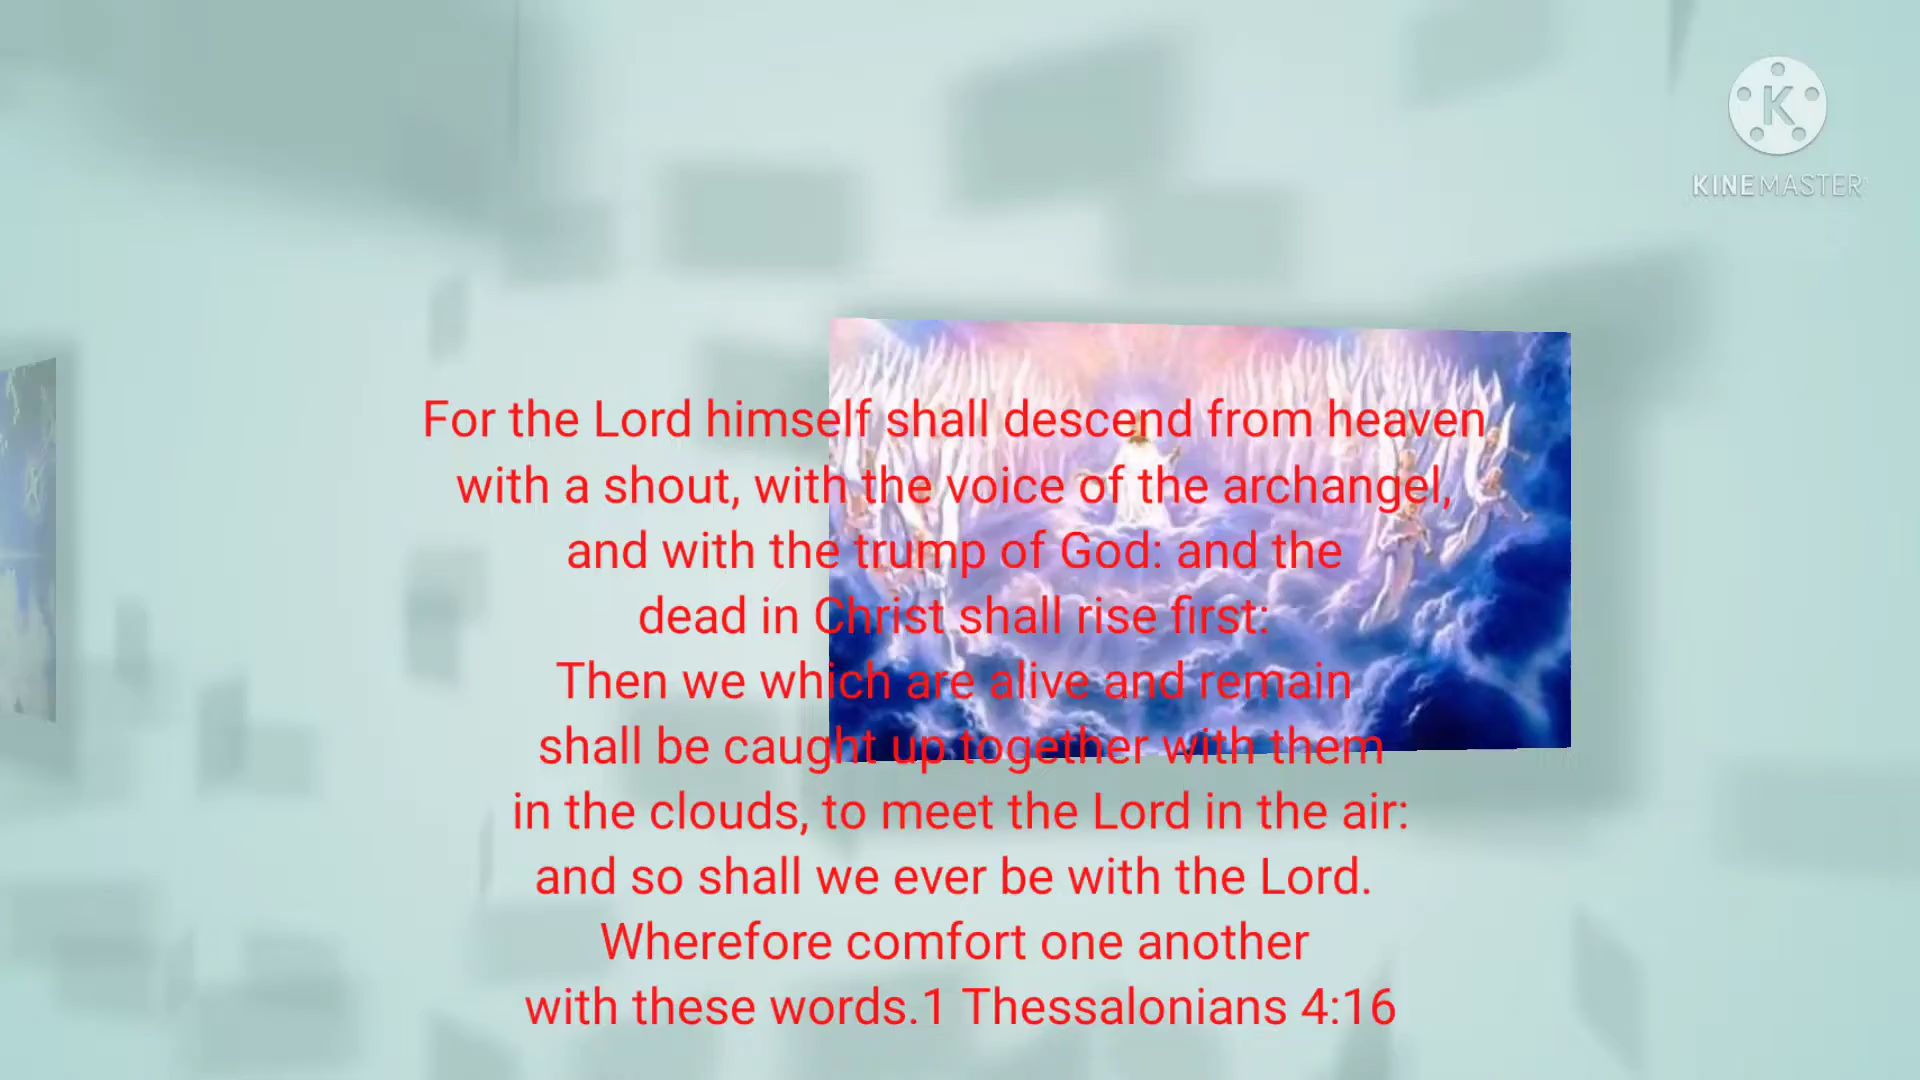 K
KINEMASTER
For the Lord himself shall descend from heaven
with a shout, with the voice of the archangel,
and with the trump of God: and the
dead in Christ shall rise first:
Then we which are alive and remain
shall be caught up together with them
in the clouds, to meet the Lord in the air:
and so shall we ever be with the Lord.
Wherefore comfort one another
with these words.1 Thessalonians 4:16